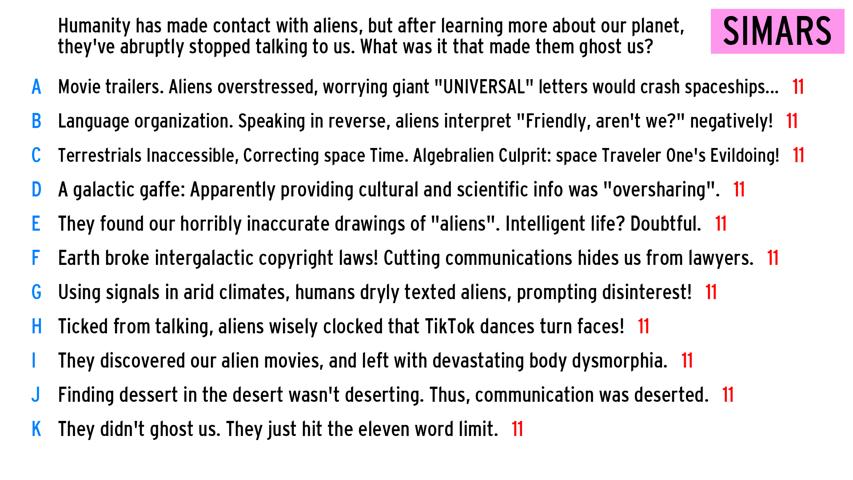 Humanity has made contact with aliens, but after learning more about our planet,
they've abruptly stopped talking to us. What was it that made them ghost us?
SIMARS
A Movie trailers. Aliens overstressed, worrying giant "UNIVERSAL" letters would crash spaceships... 11
B Language organization. Speaking in reverse, aliens interpret "Friendly, aren't we?" negatively! 11
C Terrestrials Inaccessible, Correcting space Time. Algebralien Culprit: space Traveler One's Evildoing! 11
D A galactic gaffe: Apparently providing cultural and scientific info was "oversharing". 11
E They found our horribly inaccurate drawings of "aliens". Intelligent life? Doubtful. 11
F Earth broke intergalactic copyright laws! Cutting communications hides us from lawyers. 11
G Using signals in arid climates, humans dryly texted aliens, prompting disinterest! 11
H Ticked from talking, aliens wisely clocked that TikTok dances turn faces! 11
I They discovered our alien movies, and left with devastating body dysmorphia. 11
J Finding dessert in the desert wasn't deserting. Thus, communication was deserted. 11
K They didn't ghost us. They just hit the eleven word limit. 11